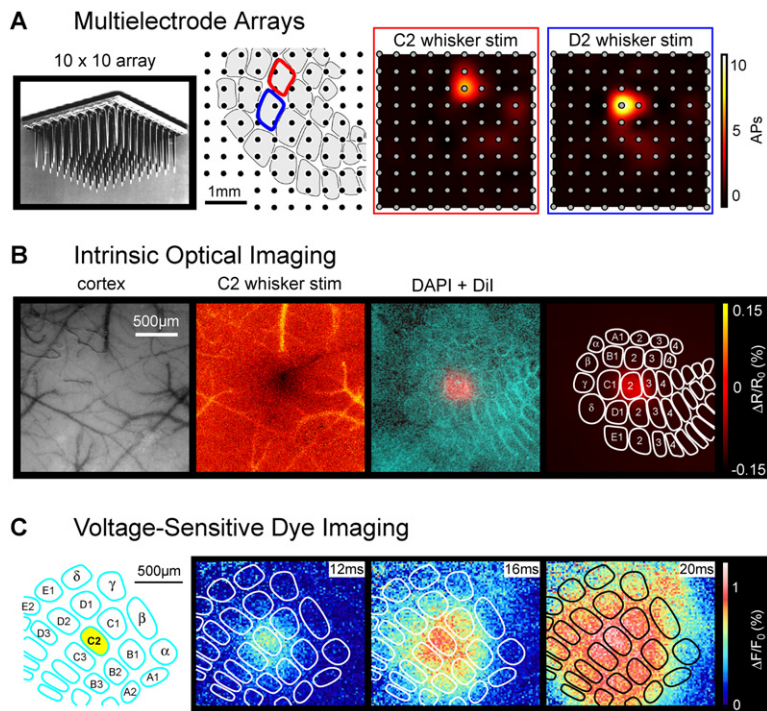 A Multielectrode Arrays
10 x 10 array
C2 whisker stim
D2 whisker stim
1mm
10
5
0
APs
B Intrinsic Optical Imaging
cortex
C2 whisker stim
DAPI + DiI
500μm
α A1 2 3 4
β B1 2 3 4
γ C1 2 3 4
δ D1 2 3 4
E1 2 3 4
0.15
0
-0.15
ΔR/R0 (%)
C Voltage-Sensitive Dye Imaging
500μm
δ γ
E1 D1 β
E2 D2 C1
D3 C2 B1 α
C3 B2 A1
B3 A2
12ms
16ms
20ms
1
0
ΔF/F0 (%)